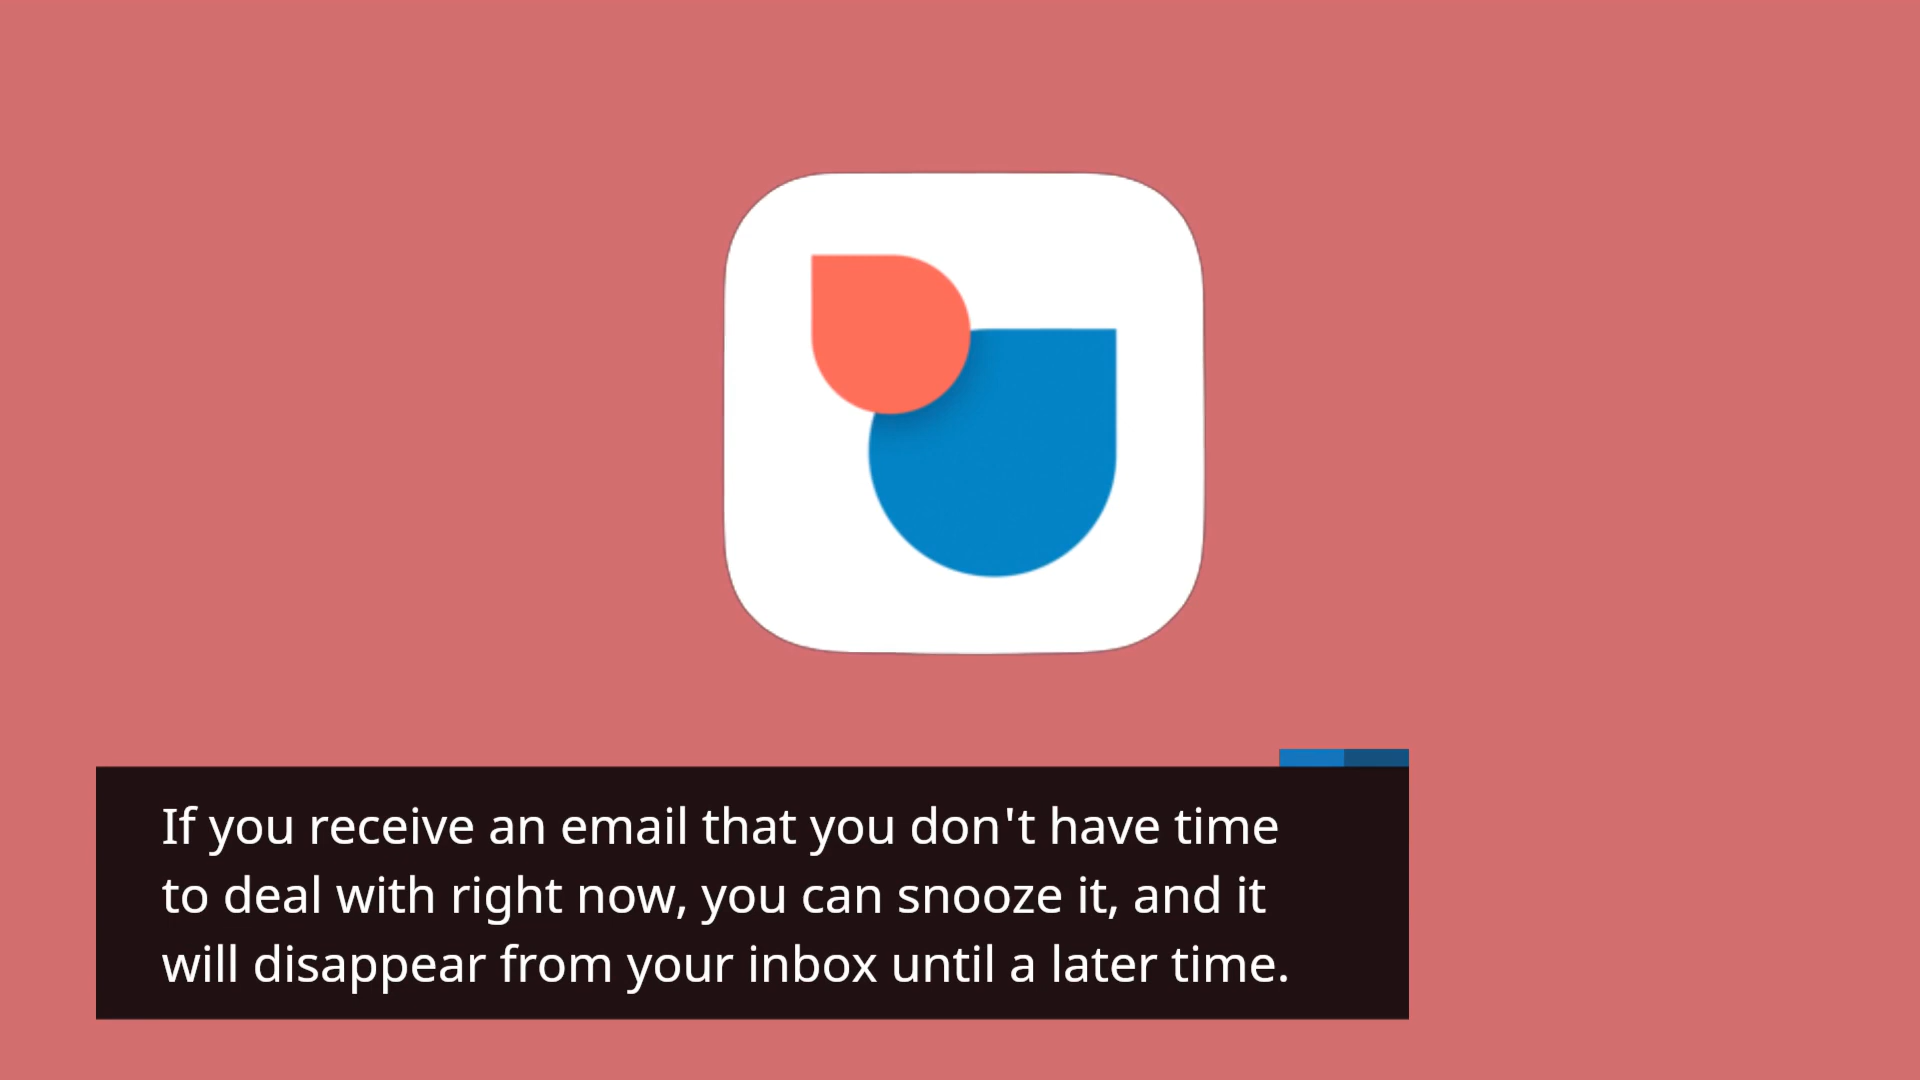 If you receive an email that you don't have time
to deal with right now, you can snooze it, and it
will disappear from your inbox until a later time.